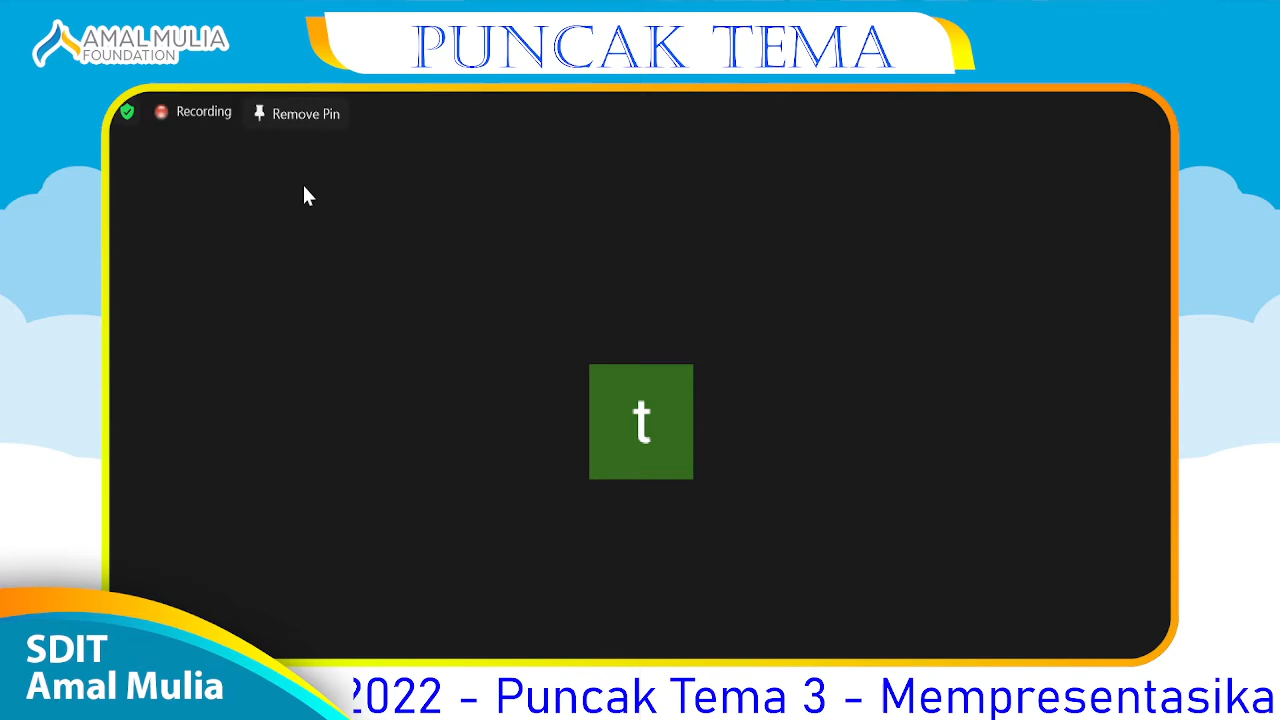 AMAL MULIA
FOUNDATION
PUNCAK TEMA
Recording
Remove Pin
t
SDIT
Amal Mulia
2022 - Puncak Tema 3 - Mempresentasika